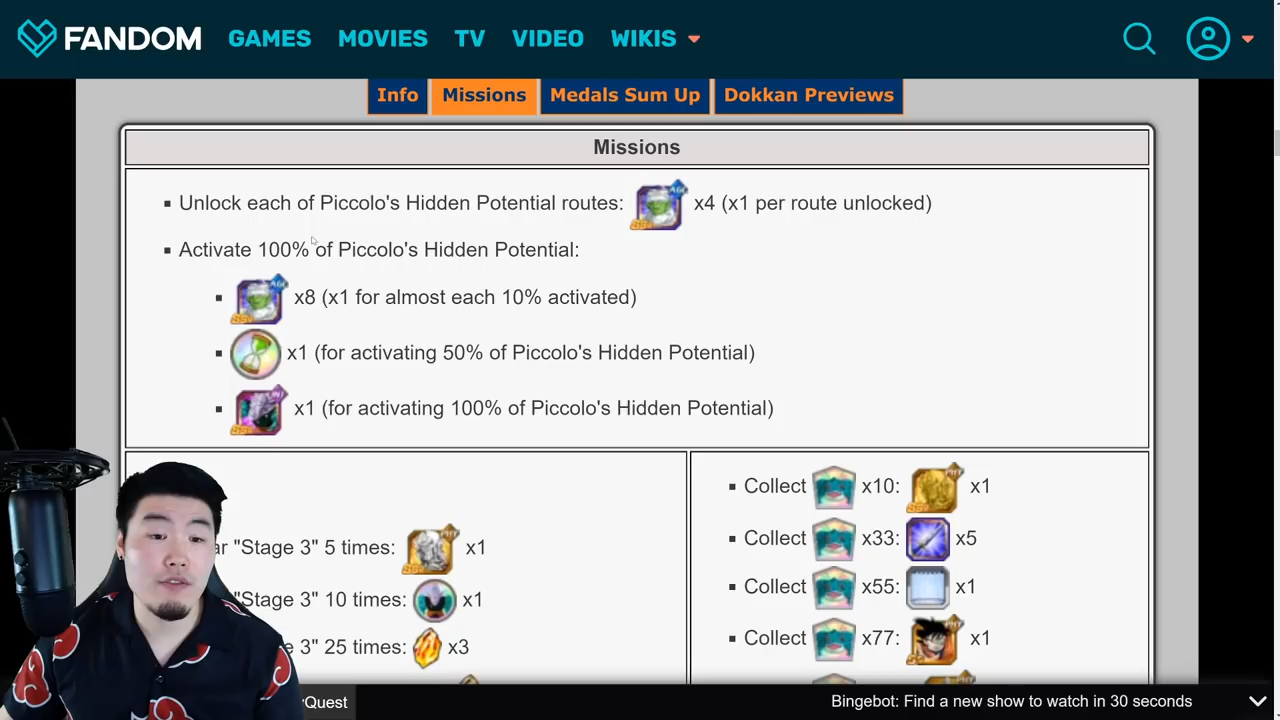 FANDOM GAMES MOVIES TV VIDEO WIKIS
Info Missions Medals Sum Up Dokkan Previews
Missions
Unlock each of Piccolo's Hidden Potential routes: x4 (x1 per route unlocked)
Activate 100% of Piccolo's Hidden Potential:
x8 (x1 for almost each 10% activated)
x1 (for activating 50% of Piccolo's Hidden Potential)
x1 (for activating 100% of Piccolo's Hidden Potential)
"Stage 3" 5 times: x1
"Stage 3" 10 times: x1
3" 25 times: x3
Collect x10: x1
Collect x33: x5
Collect x55: x1
Collect x77: x1
Quest
Bingebot: Find a new show to watch in 30 seconds